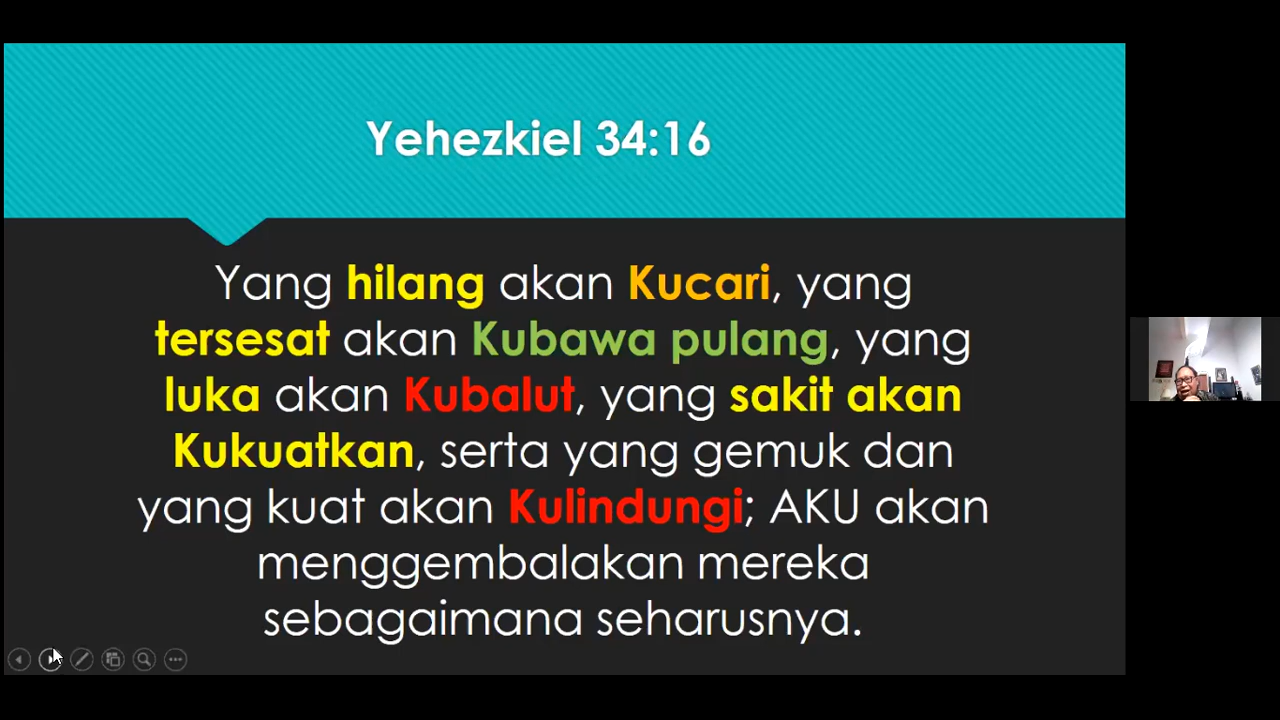 Yehezkiel 34:16
Yang hilang akan Kucari, yang
tersesat akan Kubawa pulang, yang
luka akan Kubalut, yang sakit akan
Kukuatkan, serta yang gemuk dan
yang kuat akan Kulindungi; AKU akan
menggembalakan mereka
sebagaimana seharusnya.